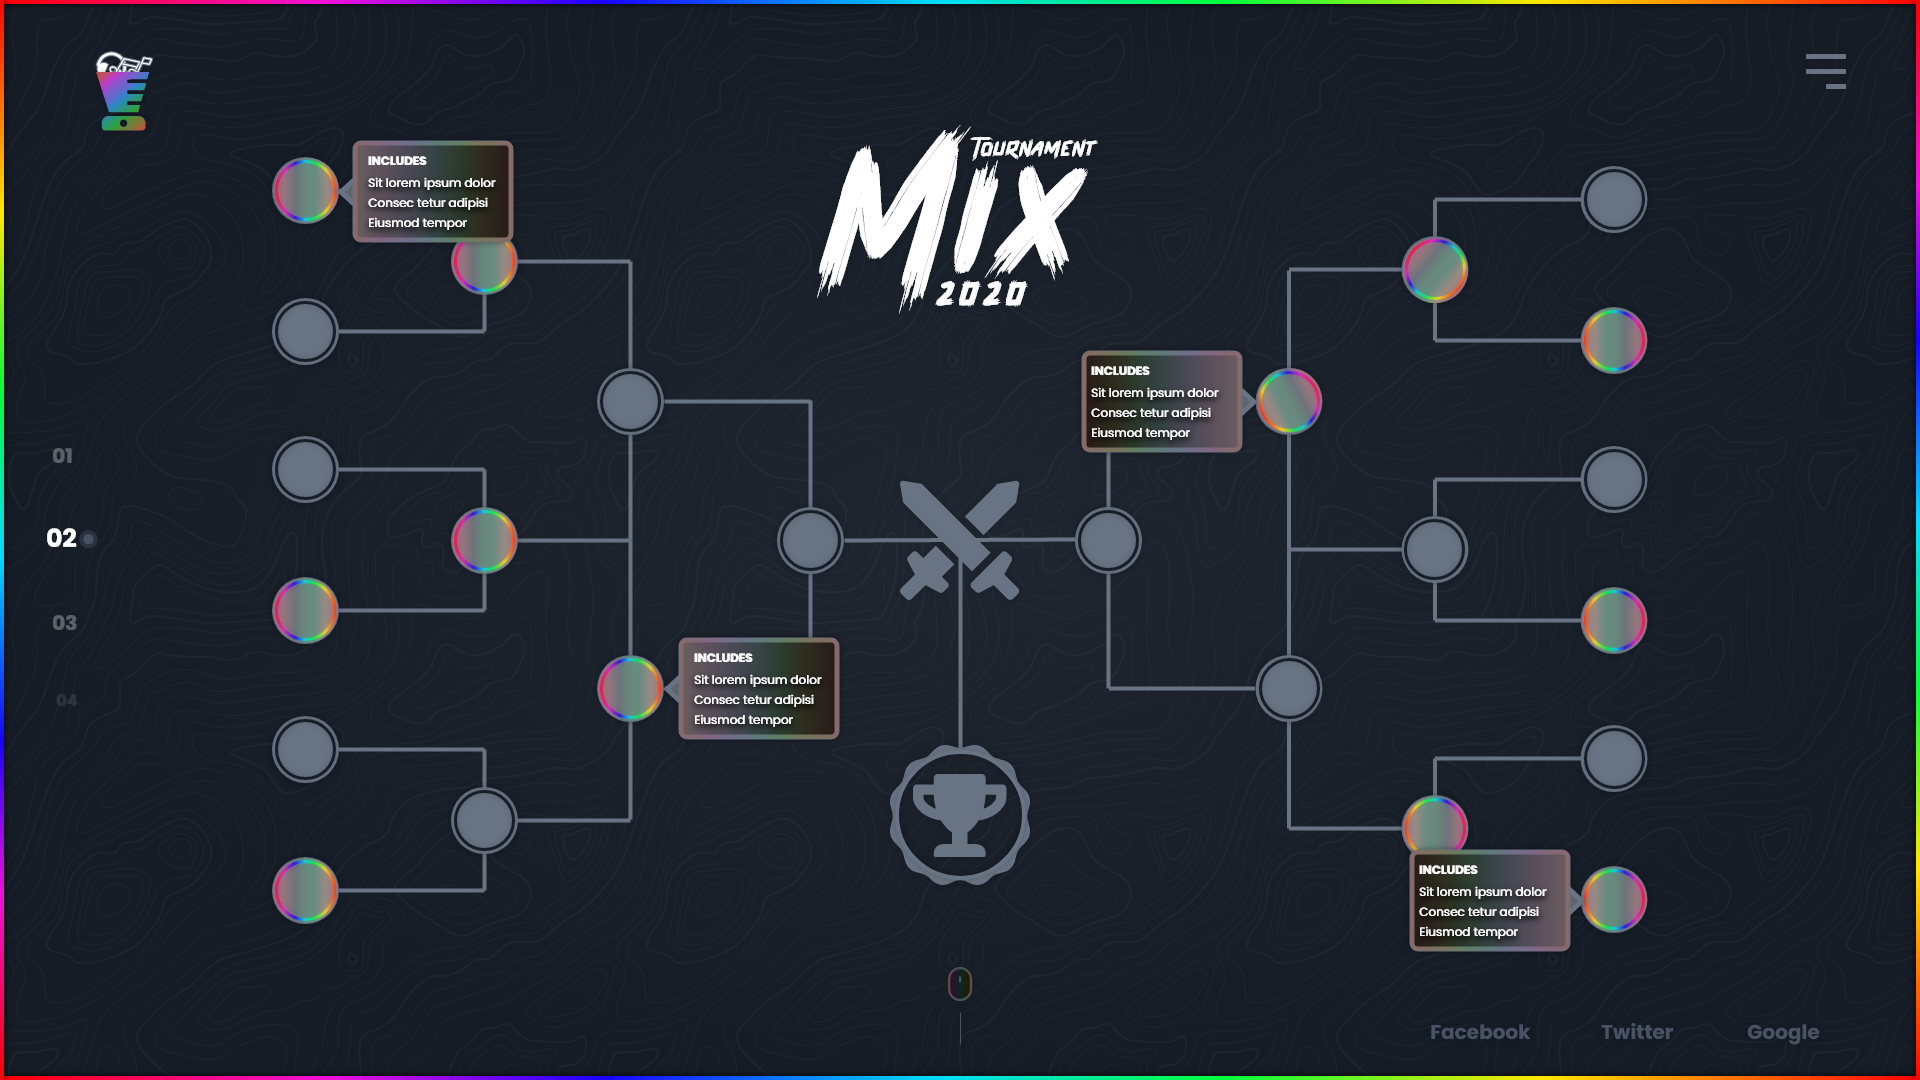 TOURNAMENT
MIX
2020
INCLUDES
Sit lorem ipsum dolor
Consec tetur adipisi
Eiusmod tempor
INCLUDES
Sit lorem ipsum dolor
Consec tetur adipisi
Eiusmod tempor
01
02
03
04
INCLUDES
Sit lorem ipsum dolor
Consec tetur adipisi
Eiusmod tempor
INCLUDES
Sit lorem ipsum dolor
Consec tetur adipisi
Eiusmod tempor
Facebook Twitter Google